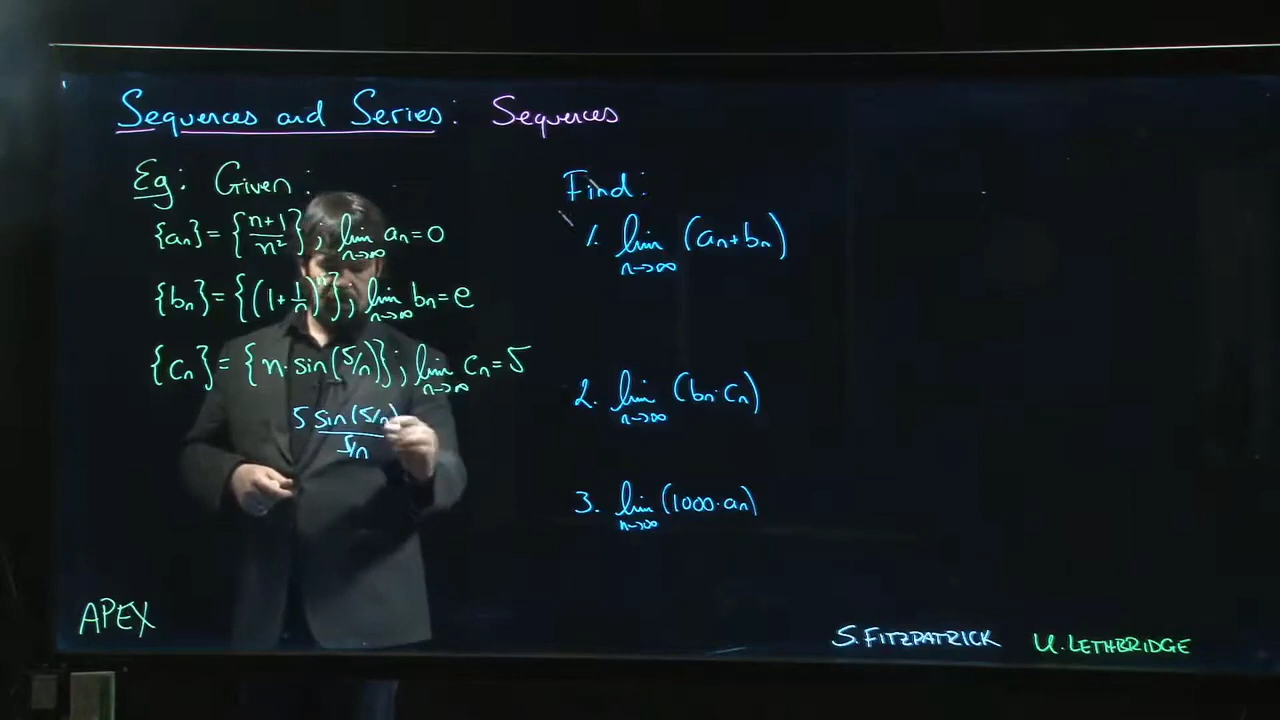 Sequences and Series: Sequences
Eg: Given:
{aₙ} = {(n+1)/n²}; lim n→∞ aₙ = 0
{bₙ} = {(1 + 1/n)ⁿ}; lim n→∞ bₙ = e
{cₙ} = {n·sin(5/n)}; lim n→∞ cₙ = 5
5 sin(5/n)
5/n
Find:
1. lim n→∞ (aₙ+bₙ)
2. lim n→∞ (bₙ·cₙ)
3. lim n→∞ (1000·aₙ)
APEX
S. FITZPATRICK U. LETHBRIDGE